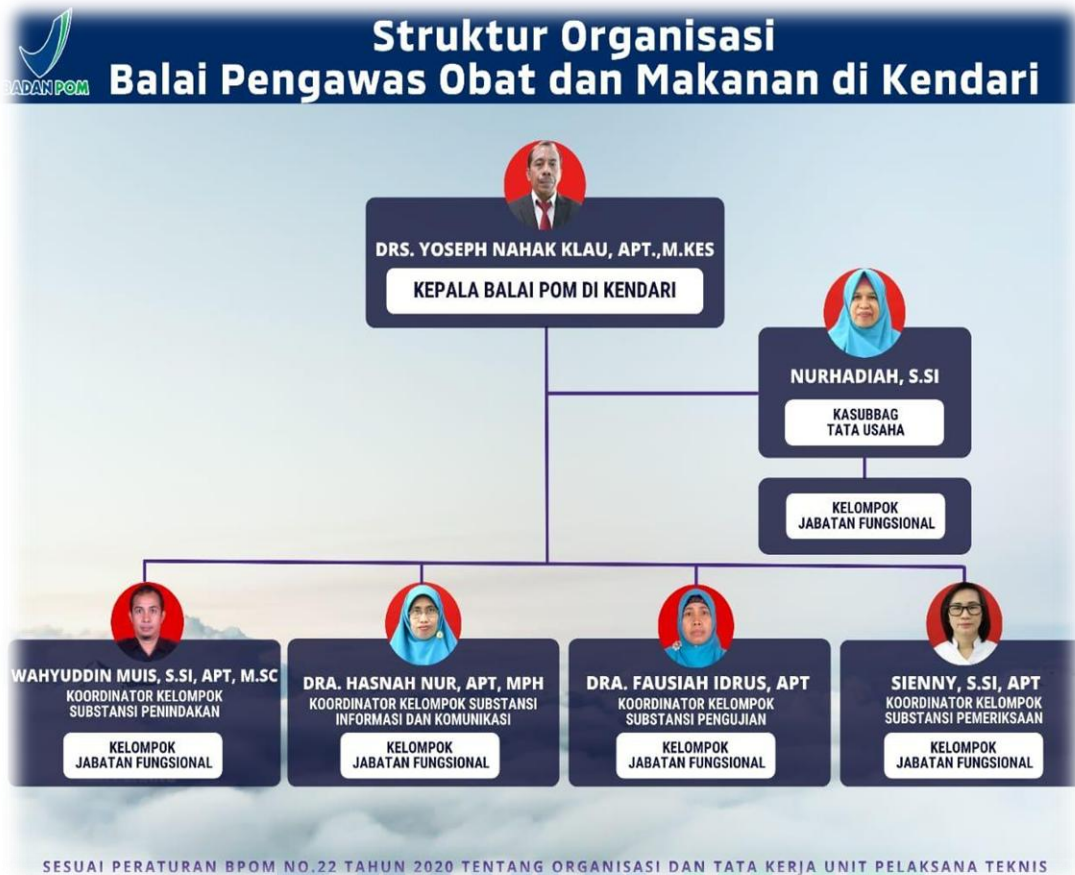 Struktur Organisasi
Balai Pengawas Obat dan Makanan di Kendari
BADAN POM
DRS. YOSEPH NAHAK KLAU, APT.,M.KES
KEPALA BALAI POM DI KENDARI
NURHADIAH, S.SI
KASUBBAG
TATA USAHA
KELOMPOK
JABATAN FUNGSIONAL
WAHYUDDIN MUIS, S.SI, APT, M.SC
KOORDINATOR KELOMPOK
SUBSTANSI PENINDAKAN
KELOMPOK
JABATAN FUNGSIONAL
DRA. HASNAH NUR, APT, MPH
KOORDINATOR KELOMPOK SUBSTANSI
INFORMASI DAN KOMUNIKASI
KELOMPOK
JABATAN FUNGSIONAL
DRA. FAUSIAH IDRUS, APT
KOORDINATOR KELOMPOK
SUBSTANSI PENGUJIAN
KELOMPOK
JABATAN FUNGSIONAL
SIENNY, S.SI, APT
KOORDINATOR KELOMPOK
SUBSTANSI PEMERIKSAAN
KELOMPOK
JABATAN FUNGSIONAL
SESUAI PERATURAN BPOM NO.22 TAHUN 2020 TENTANG ORGANISASI DAN TATA KERJA UNIT PELAKSANA TEKNIS